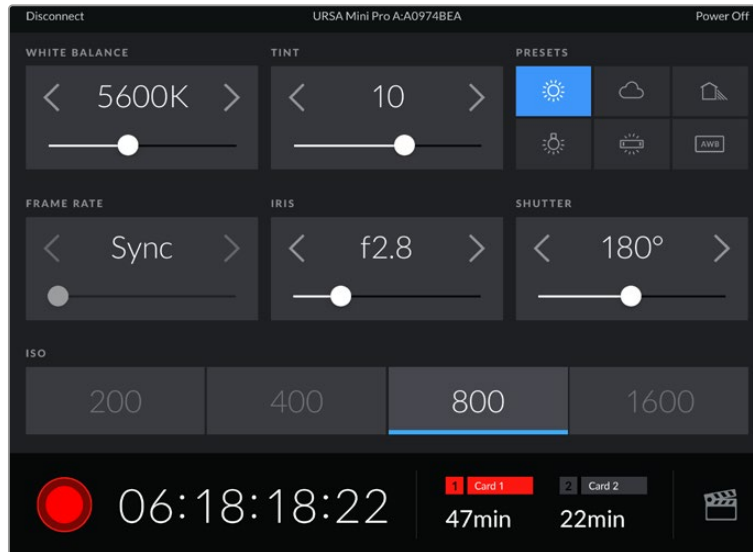 Disconnect URSA Mini Pro A:A0974BEA Power Off
WHITE BALANCE TINT PRESETS
5600K 10
AWB
FRAME RATE IRIS SHUTTER
Sync f2.8 180°
ISO
200 400 800 1600
06:18:18:22
1 Card 1 2 Card 2
47min 22min